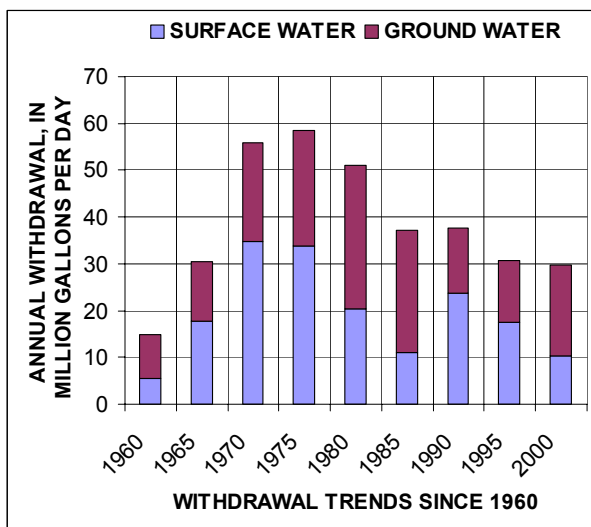 SURFACE WATER GROUND WATER
ANNUAL WITHDRAWAL, IN
MILLION GALLONS PER DAY
70
60
50
40
30
20
10
0
1960 1965 1970 1975 1980 1985 1990 1995 2000
WITHDRAWAL TRENDS SINCE 1960